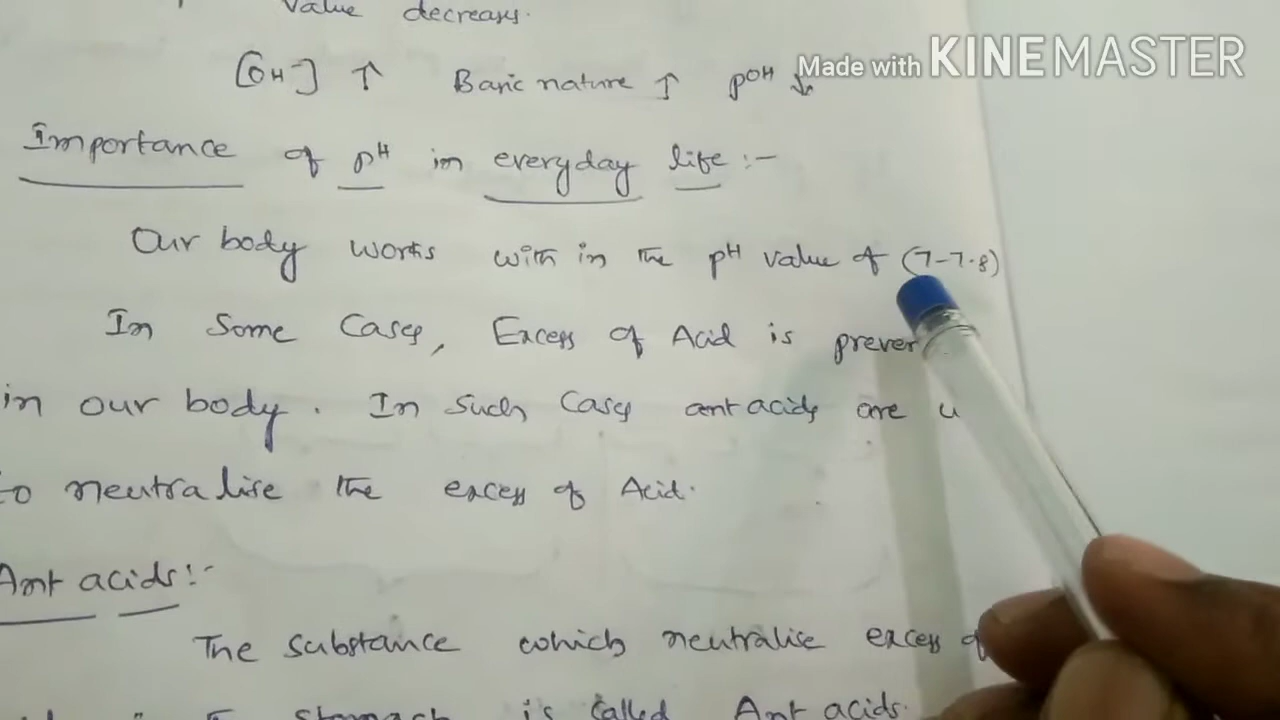 Value decreases.
[OH⁻] ↑ Basic nature ↑ pOH ↓
Made with KINEMASTER
Importance of pH in everyday life :-
Our body works with in the pH value of (7-7.8)
In Some Cases, Excess of Acid is
in our body. In Such Cases ant acids are
to neutralise the excess of Acid.
Ant acids :-
The Substance which neutralise excess of
stomach is called Ant acids.